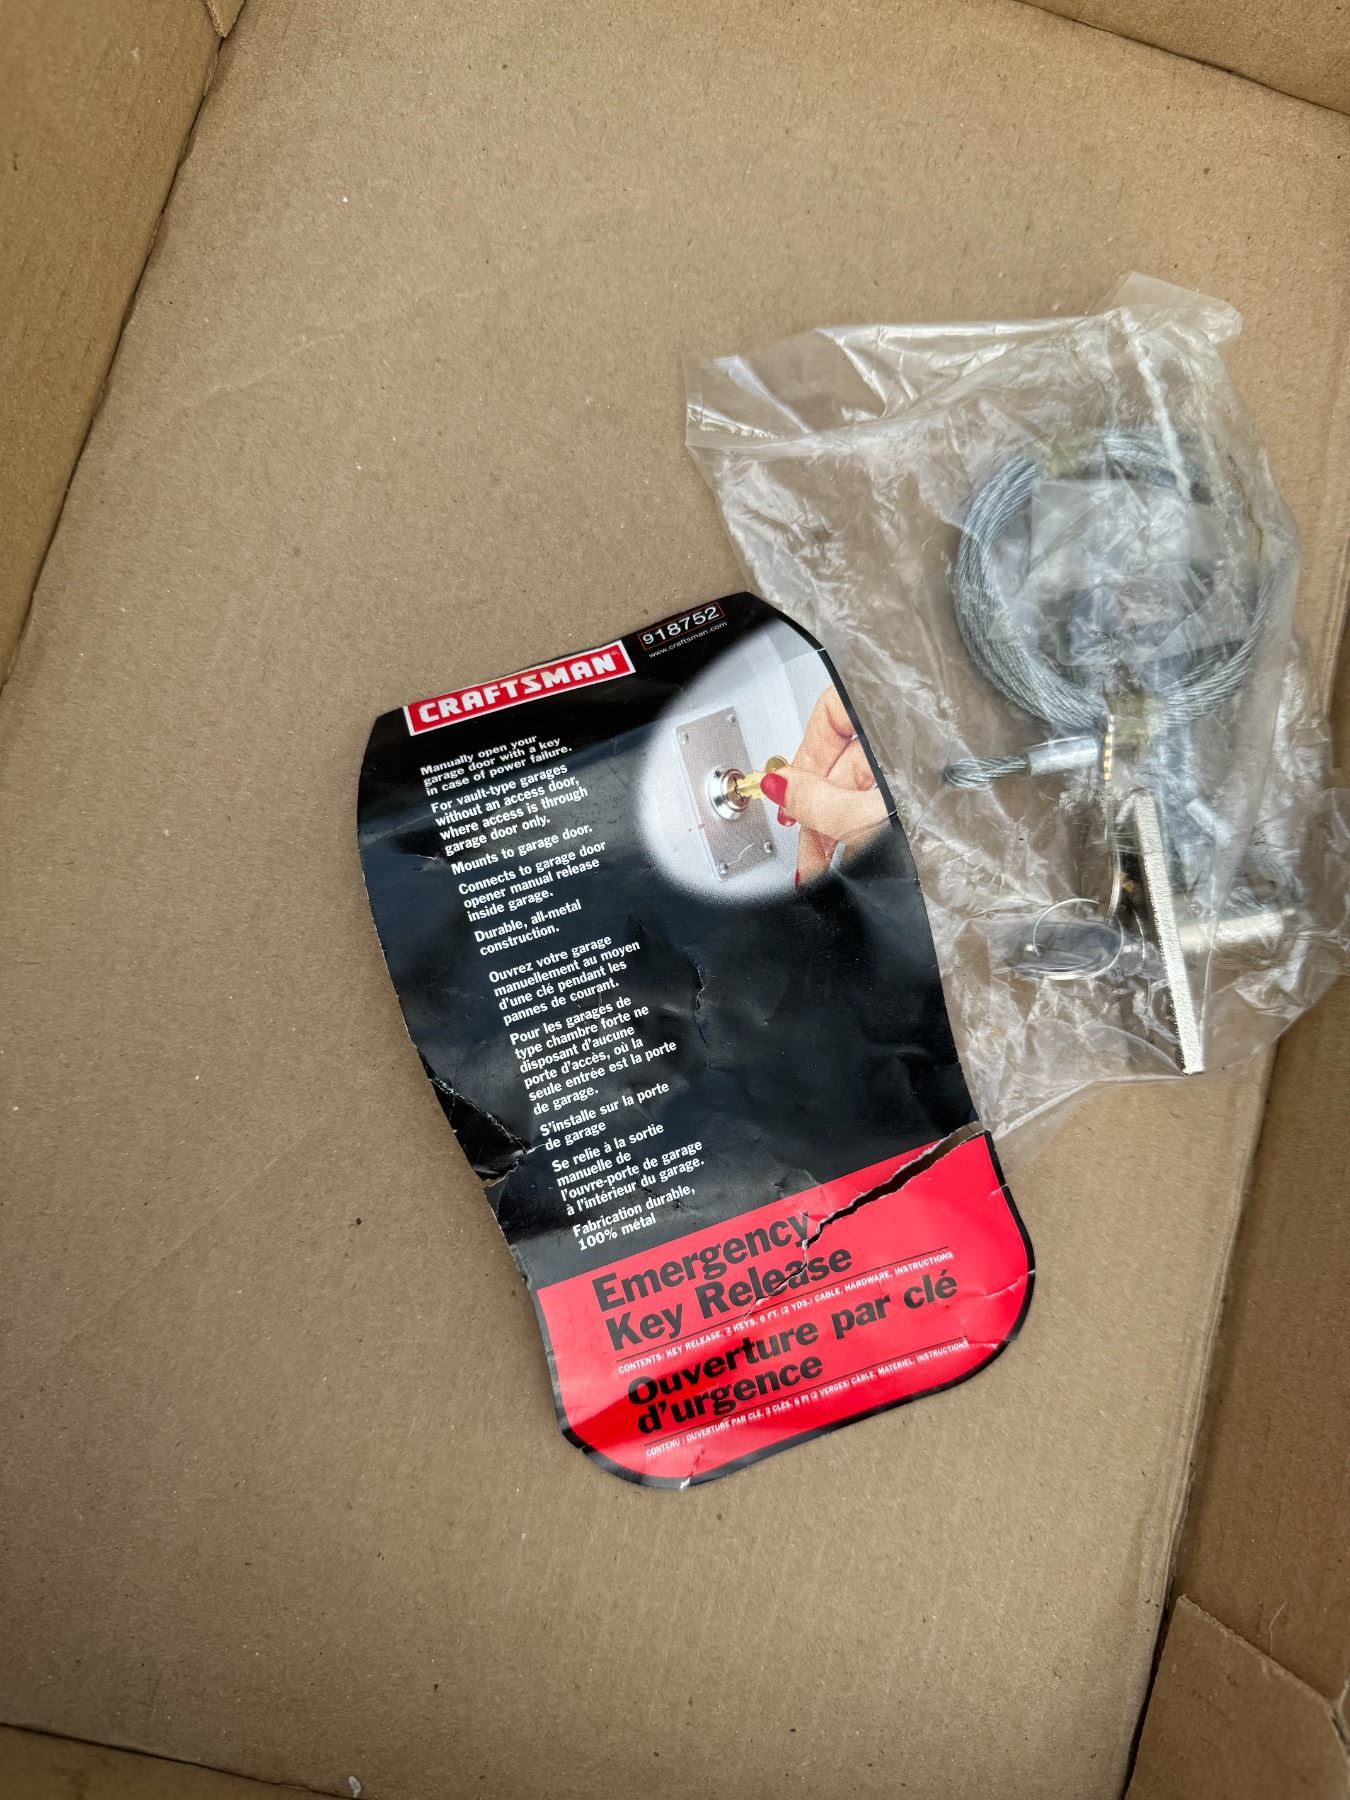 CRAFTSMAN®
918752
www.craftsman.com
Manually open your
garage door with a key
in case of power failure.
For vault-type garages
without an access door,
where access is through
garage door only.
Mounts to garage door.
Connects to garage door
opener manual release
inside garage.
Durable, all-metal
construction.
Ouvrez votre garage
manuellement au moyen
d'une clé pendant les
pannes de courant.
Pour les garages de
type chambre forte ne
disposant d'aucune
porte d'accès, où la
seule entrée est la porte
de garage.
S'installe sur la porte
de garage
Se relie à la sortie
manuelle de
l'ouvre-porte de garage
à l'intérieur du garage.
Fabrication durable,
100% métal
Emergency
Key Release
CONTENTS: KEY RELEASE, 2 KEYS, 6 FT. (2 YDS.) CABLE, HARDWARE, INSTRUCTIONS
Ouverture par clé
d'urgence
CONTENU : OUVERTURE PAR CLÉ, 2 CLÉS, 6 PI (2 VERGES) CÂBLE, MATÉRIEL, INSTRUCTIONS